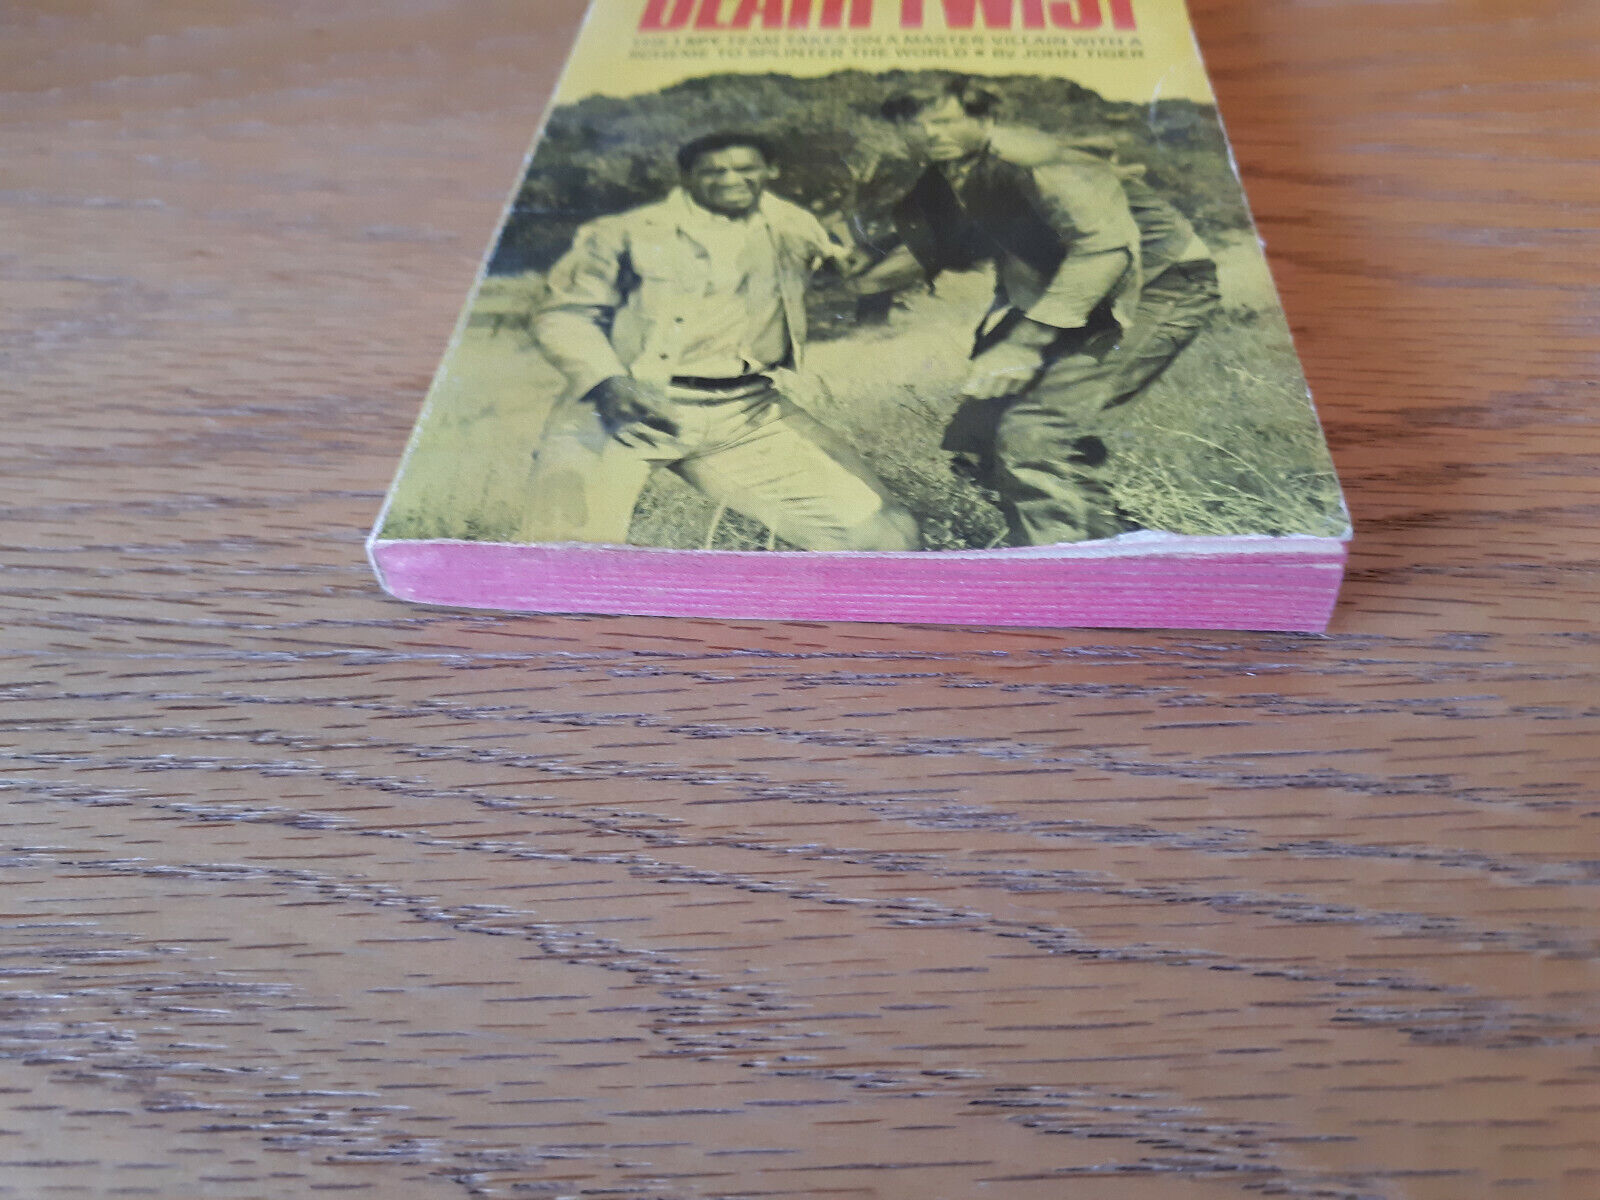 DEATH TWIST
THE I SPY TEAM TAKES ON A MASTER VILLAIN WITH A
SCHEME TO SPLINTER THE WORLD • By JOHN TIGER